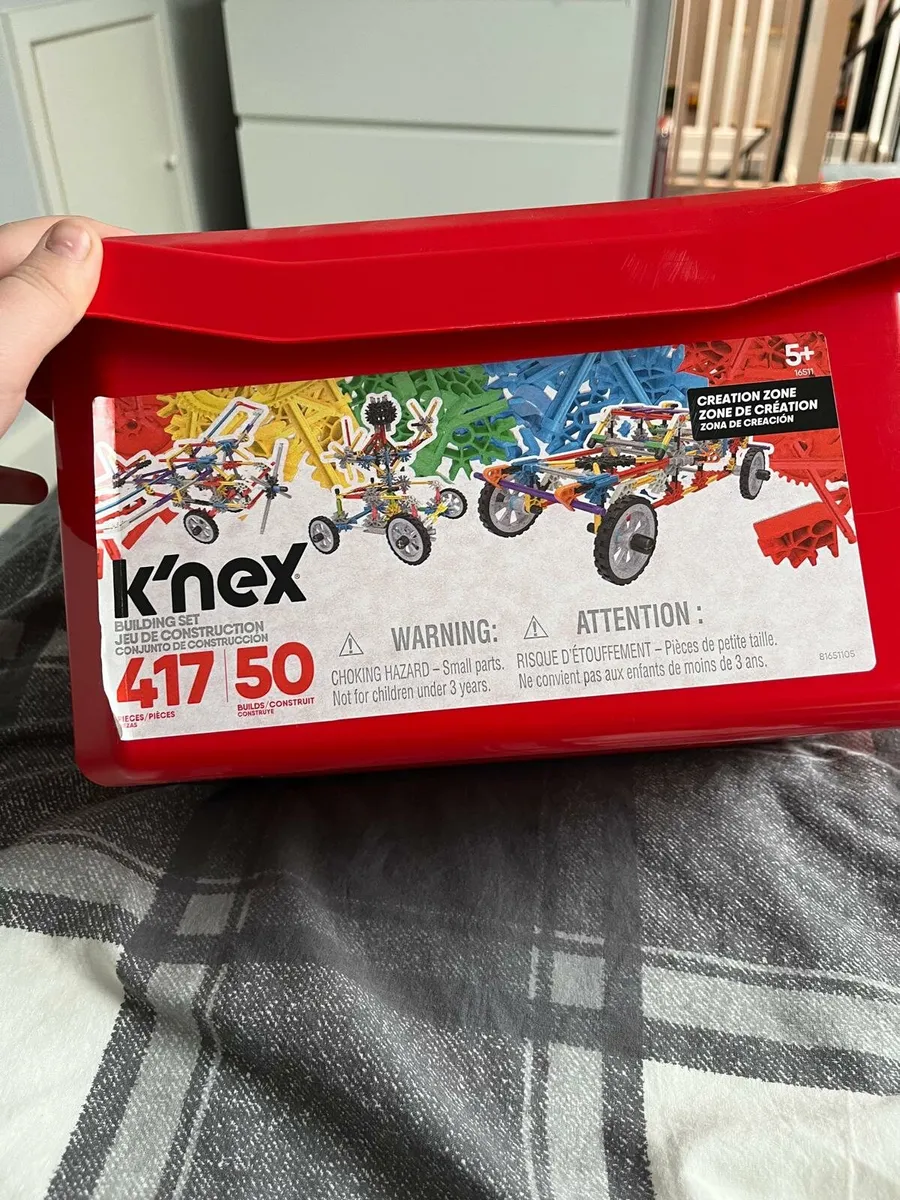 5+
16511
CREATION ZONE
ZONE DE CRÉATION
ZONA DE CREACIÓN
k'nex
BUILDING SET
JEU DE CONSTRUCTION
CONJUNTO DE CONSTRUCCIÓN
417
PIECES/PIÈCES
50
BUILDS/CONSTRUIT
CONSTRUYE
WARNING:
CHOKING HAZARD – Small parts.
Not for children under 3 years.
ATTENTION :
RISQUE D'ÉTOUFFEMENT – Pièces de petite taille.
Ne convient pas aux enfants de moins de 3 ans.
81651105